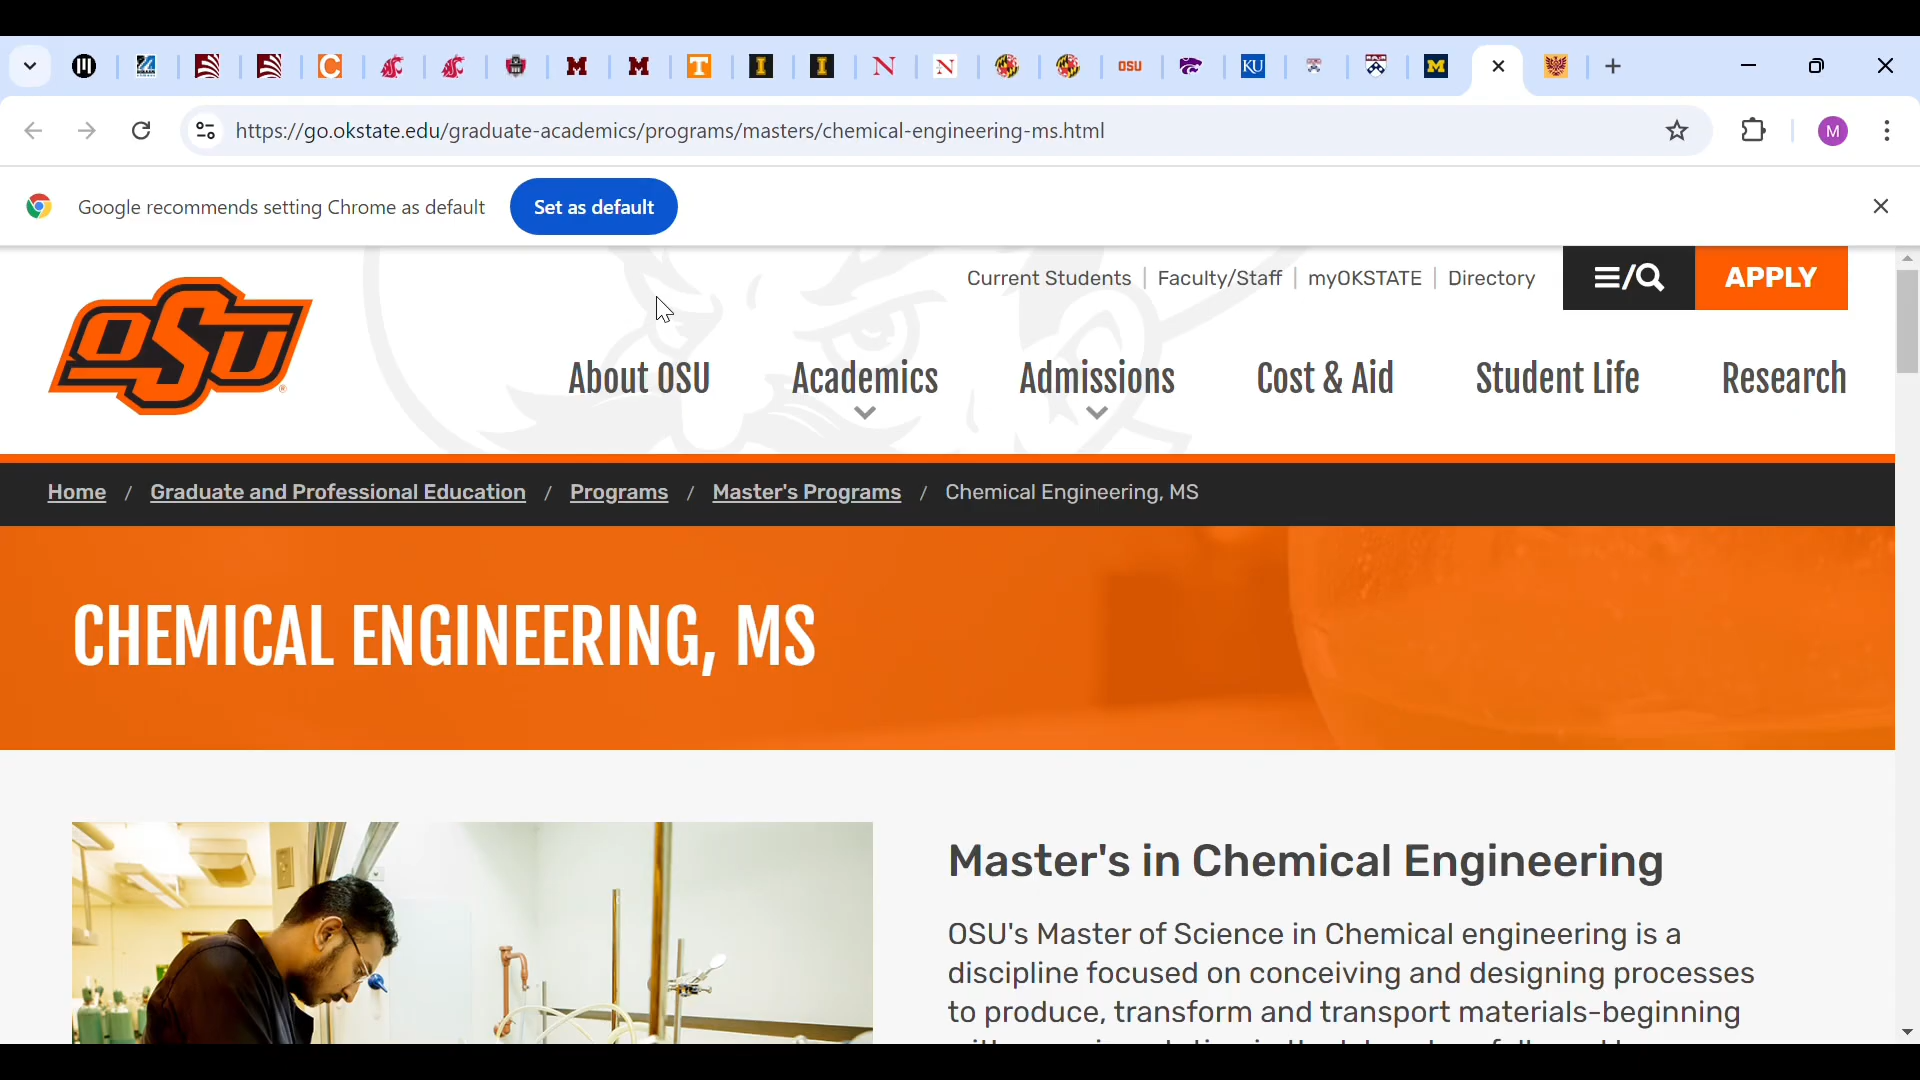 https://go.okstate.edu/graduate-academics/programs/masters/chemical-engineering-ms.html
M
Google recommends setting Chrome as default
Set as default
Current Students | Faculty/Staff | myOKSTATE | Directory
APPLY
OSU
About OSU
Academics
Admissions
Cost & Aid
Student Life
Research
Home / Graduate and Professional Education / Programs / Master's Programs / Chemical Engineering, MS
CHEMICAL ENGINEERING, MS
Master's in Chemical Engineering
OSU's Master of Science in Chemical engineering is a
discipline focused on conceiving and designing processes
to produce, transform and transport materials-beginning